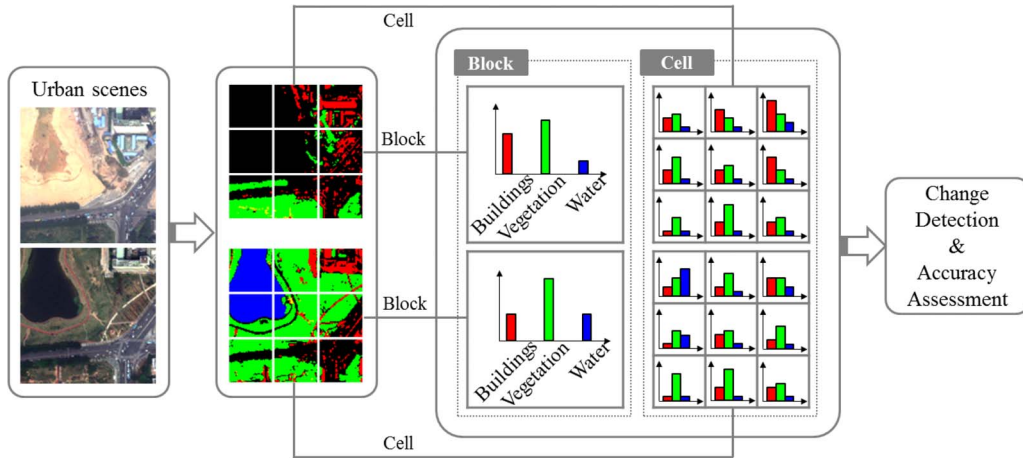 Cell
Urban scenes
Block
Cell
Block
Buildings
Vegetation
Water
Block
Buildings
Vegetation
Water
Change
Detection
&
Accuracy
Assessment
Cell